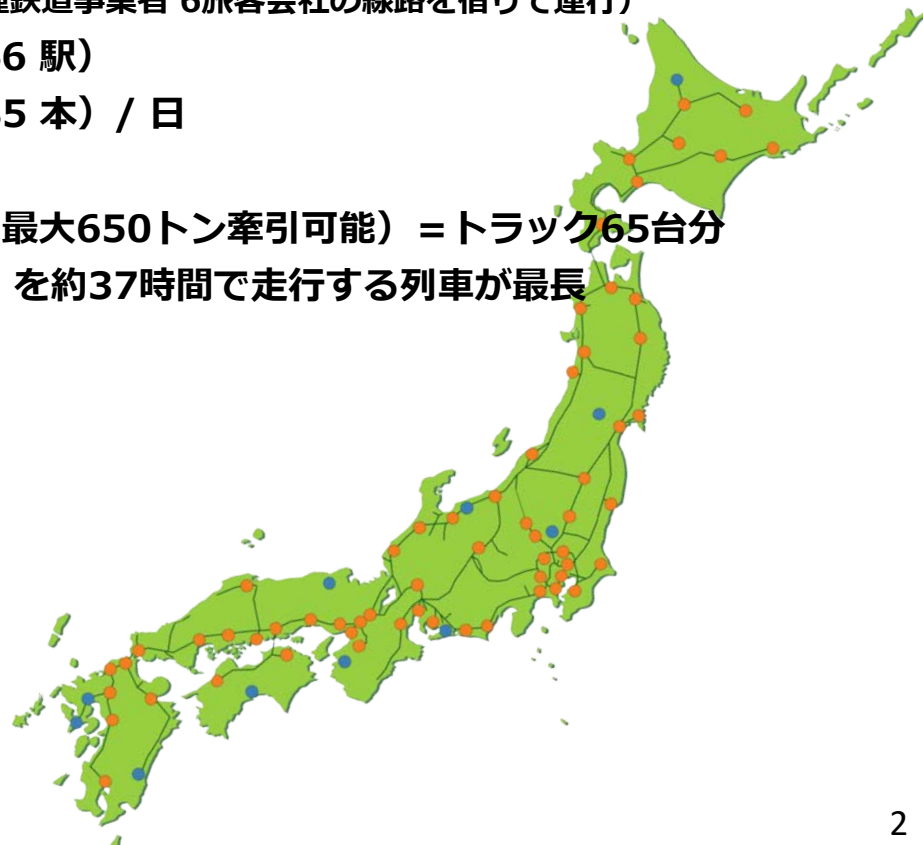 鉄道事業者 6旅客会社の線路を借りて運行）
6 駅）
5 本）/ 日
最大650トン牽引可能）＝トラック65台分
を約37時間で走行する列車が最長
2